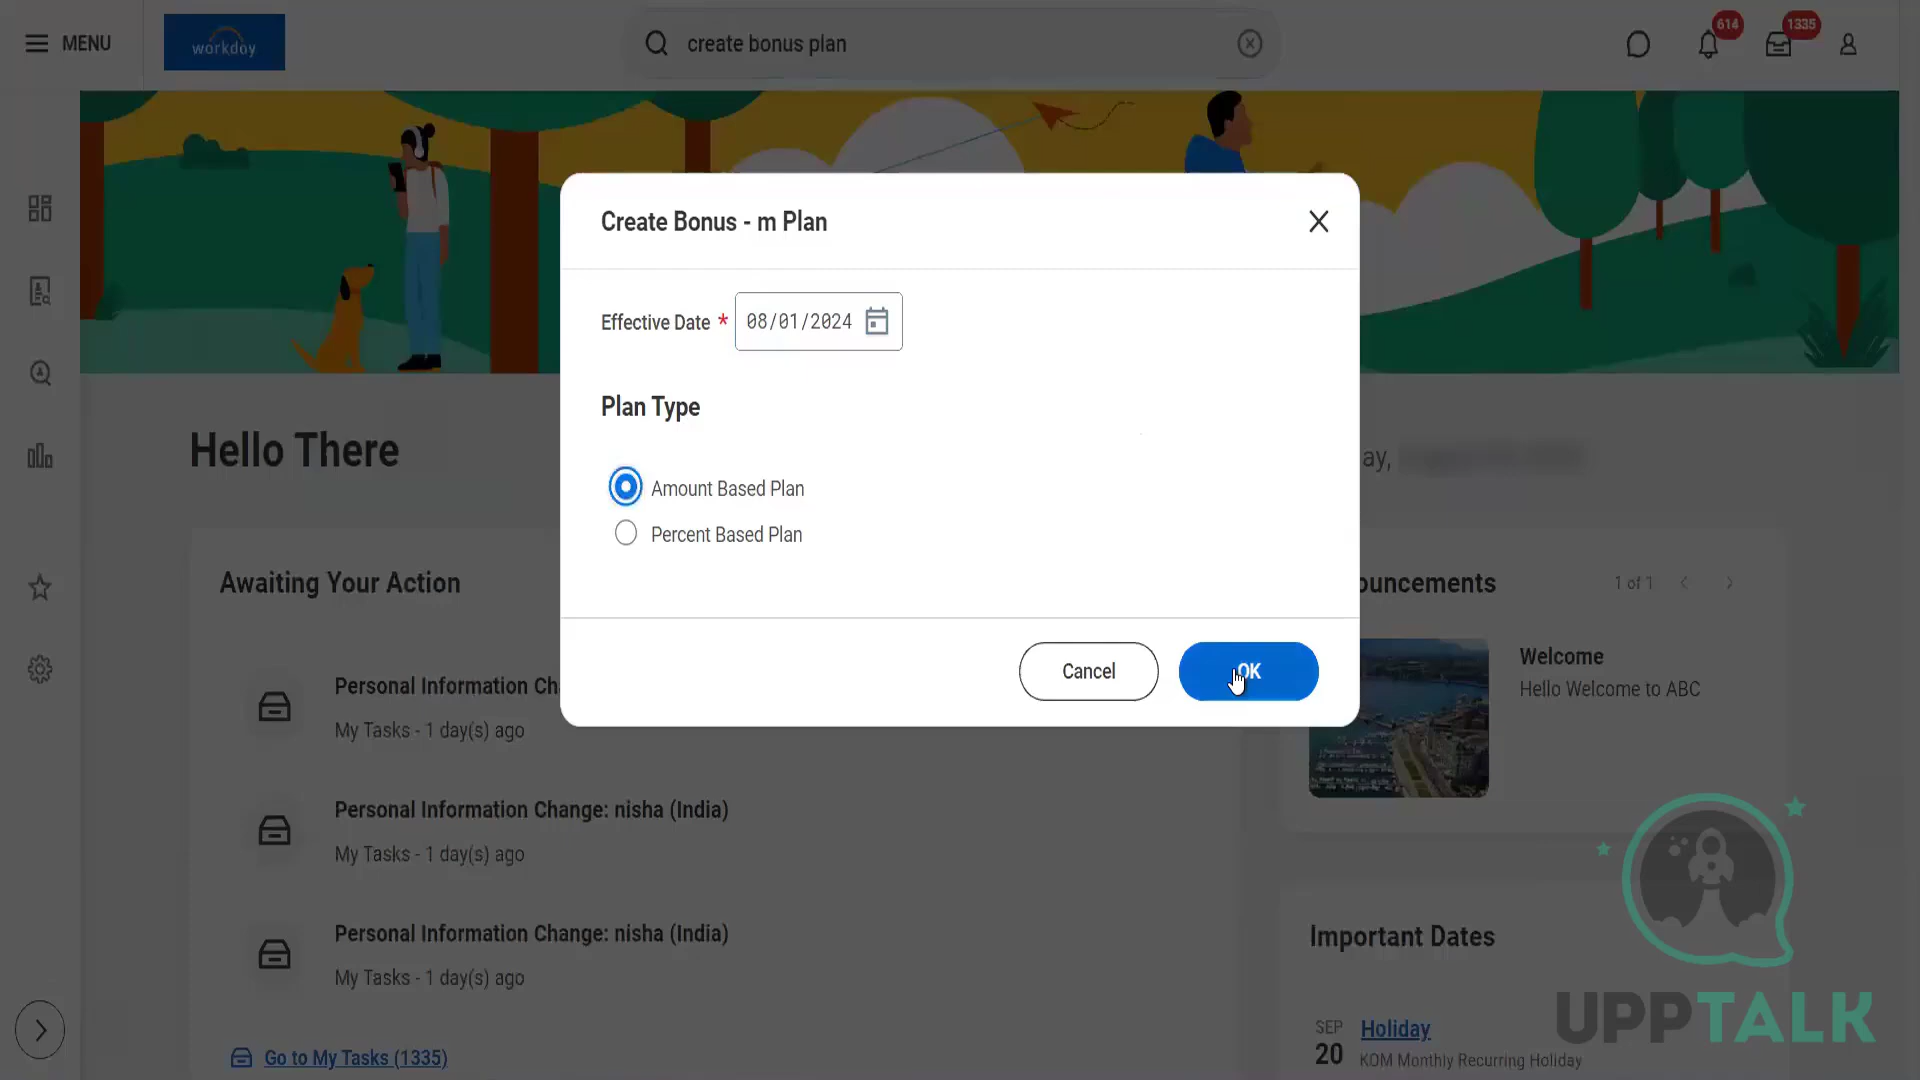 MENU
workday
create bonus plan
614
1335
Create Bonus - m Plan
Effective Date * 08/01/2024
Plan Type
Amount Based Plan
Percent Based Plan
Cancel
OK
Hello There
ay,
Awaiting Your Action
Personal Information Ch
My Tasks - 1 day(s) ago
Personal Information Change: nisha (India)
My Tasks - 1 day(s) ago
Personal Information Change: nisha (India)
My Tasks - 1 day(s) ago
Go to My Tasks (1335)
ouncements
1 of 1
Welcome
Hello Welcome to ABC
Important Dates
SEP
20
Holiday
KOM Monthly Recurring Holiday
UPPTALK